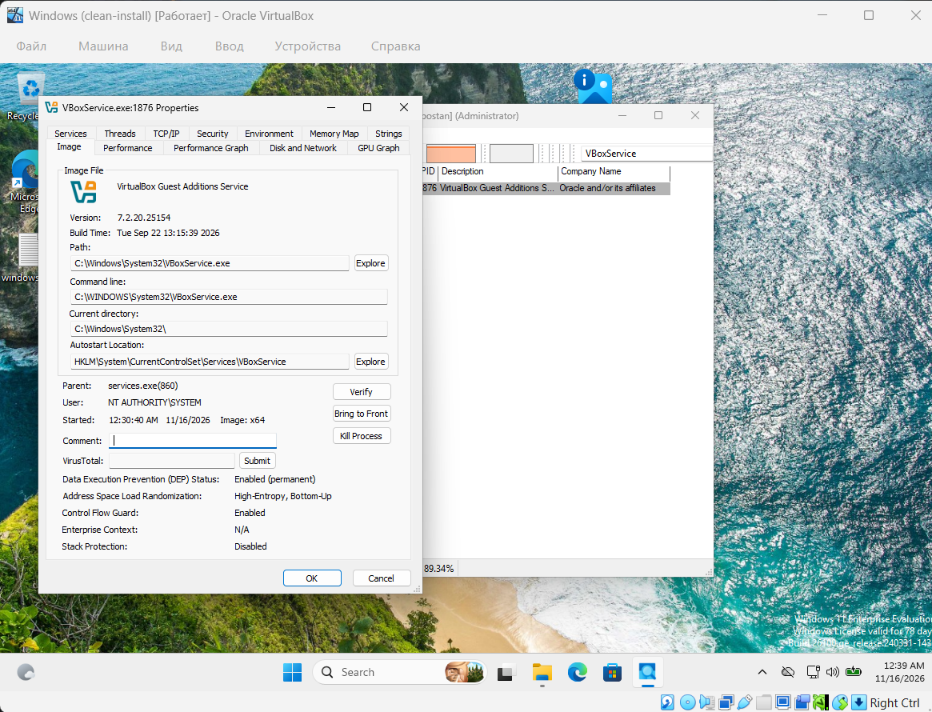 Windows (clean-install) [Работает] - Oracle VirtualBox
Файл Машина Вид Ввод Устройства Справка
Recycle
Micros
Edge
windows
VBoxService.exe:1876 Properties
Services Threads TCP/IP Security Environment Memory Map Strings
Image Performance Performance Graph Disk and Network GPU Graph
Image File
VirtualBox Guest Additions Service
Version: 7.2.20.25154
Build Time: Tue Sep 22 13:15:39 2026
Path:
C:\Windows\System32\VBoxService.exe Explore
Command line:
C:\WINDOWS\System32\VBoxService.exe
Current directory:
C:\Windows\System32\
Autostart Location:
HKLM\System\CurrentControlSet\Services\VBoxService Explore
Parent: services.exe(860)
Verify
User: NT AUTHORITY\SYSTEM
Bring to Front
Started: 12:30:40 AM 11/16/2026 Image: x64
Kill Process
Comment:
VirusTotal: Submit
Data Execution Prevention (DEP) Status: Enabled (permanent)
Address Space Load Randomization: High-Entropy, Bottom-Up
Control Flow Guard: Enabled
Enterprise Context: N/A
Stack Protection: Disabled
OK Cancel
postan] (Administrator)
VBoxService
PID Description Company Name
876 VirtualBox Guest Additions S... Oracle and/or its affiliates
89.34%
Windows 11 Enterprise Evaluation
Windows License valid for 78 day
Search
12:39 AM
11/16/2026
Right Ctrl